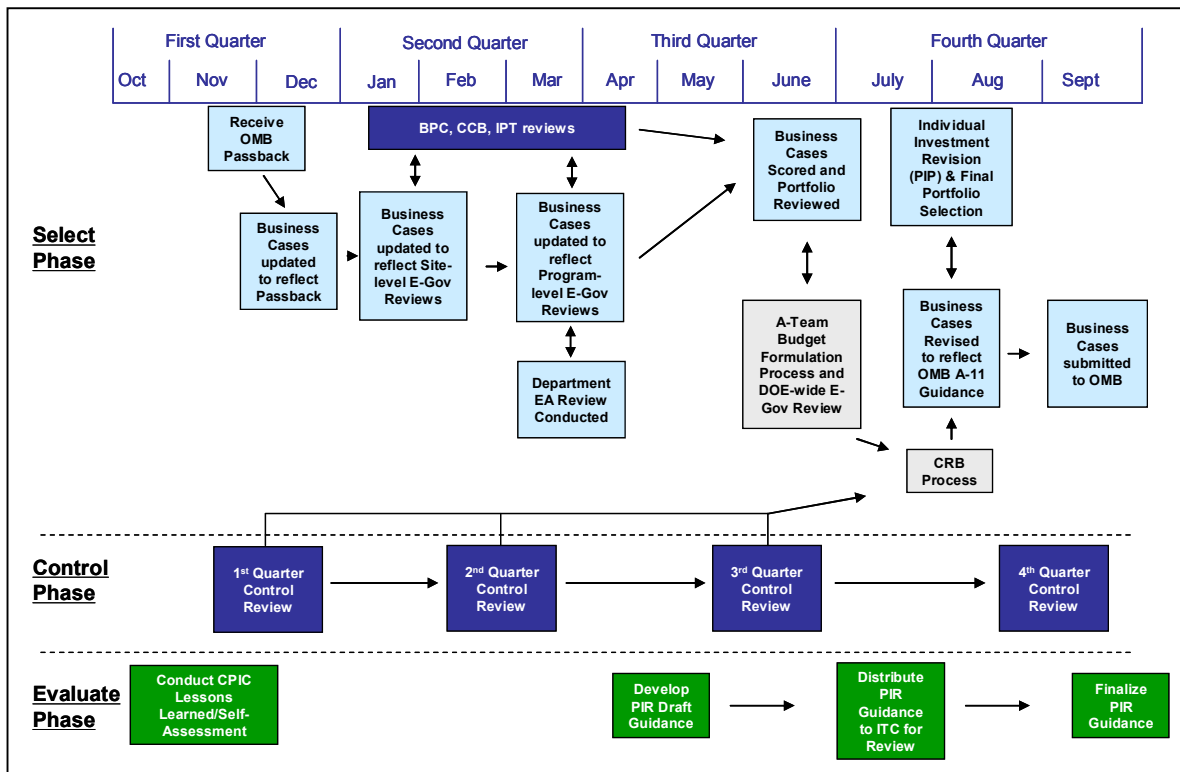 First Quarter
Second Quarter
Third Quarter
Fourth Quarter
Oct
Nov
Dec
Jan
Feb
Mar
Apr
May
June
July
Aug
Sept
Select
Phase
Receive
OMB
Passback
Business
Cases
updated
to reflect
Passback
BPC, CCB, IPT reviews
Business
Cases
updated to
reflect Site-
level E-Gov
Reviews
Business
Cases
updated to
reflect
Program-
level E-Gov
Reviews
Department
EA Review
Conducted
Business
Cases
Scored and
Portfolio
Reviewed
A-Team
Budget
Formulation
Process and
DOE-wide E-
Gov Review
Individual
Investment
Revision
(PIP) & Final
Portfolio
Selection
Business
Cases
Revised
to reflect
OMB A-11
Guidance
Business
Cases
submitted
to OMB
CRB
Process
Control
Phase
1st Quarter
Control
Review
2nd Quarter
Control
Review
3rd Quarter
Control
Review
4th Quarter
Control
Review
Evaluate
Phase
Conduct CPIC
Lessons
Learned/Self-
Assessment
Develop
PIR Draft
Guidance
Distribute
PIR
Guidance
to ITC for
Review
Finalize
PIR
Guidance